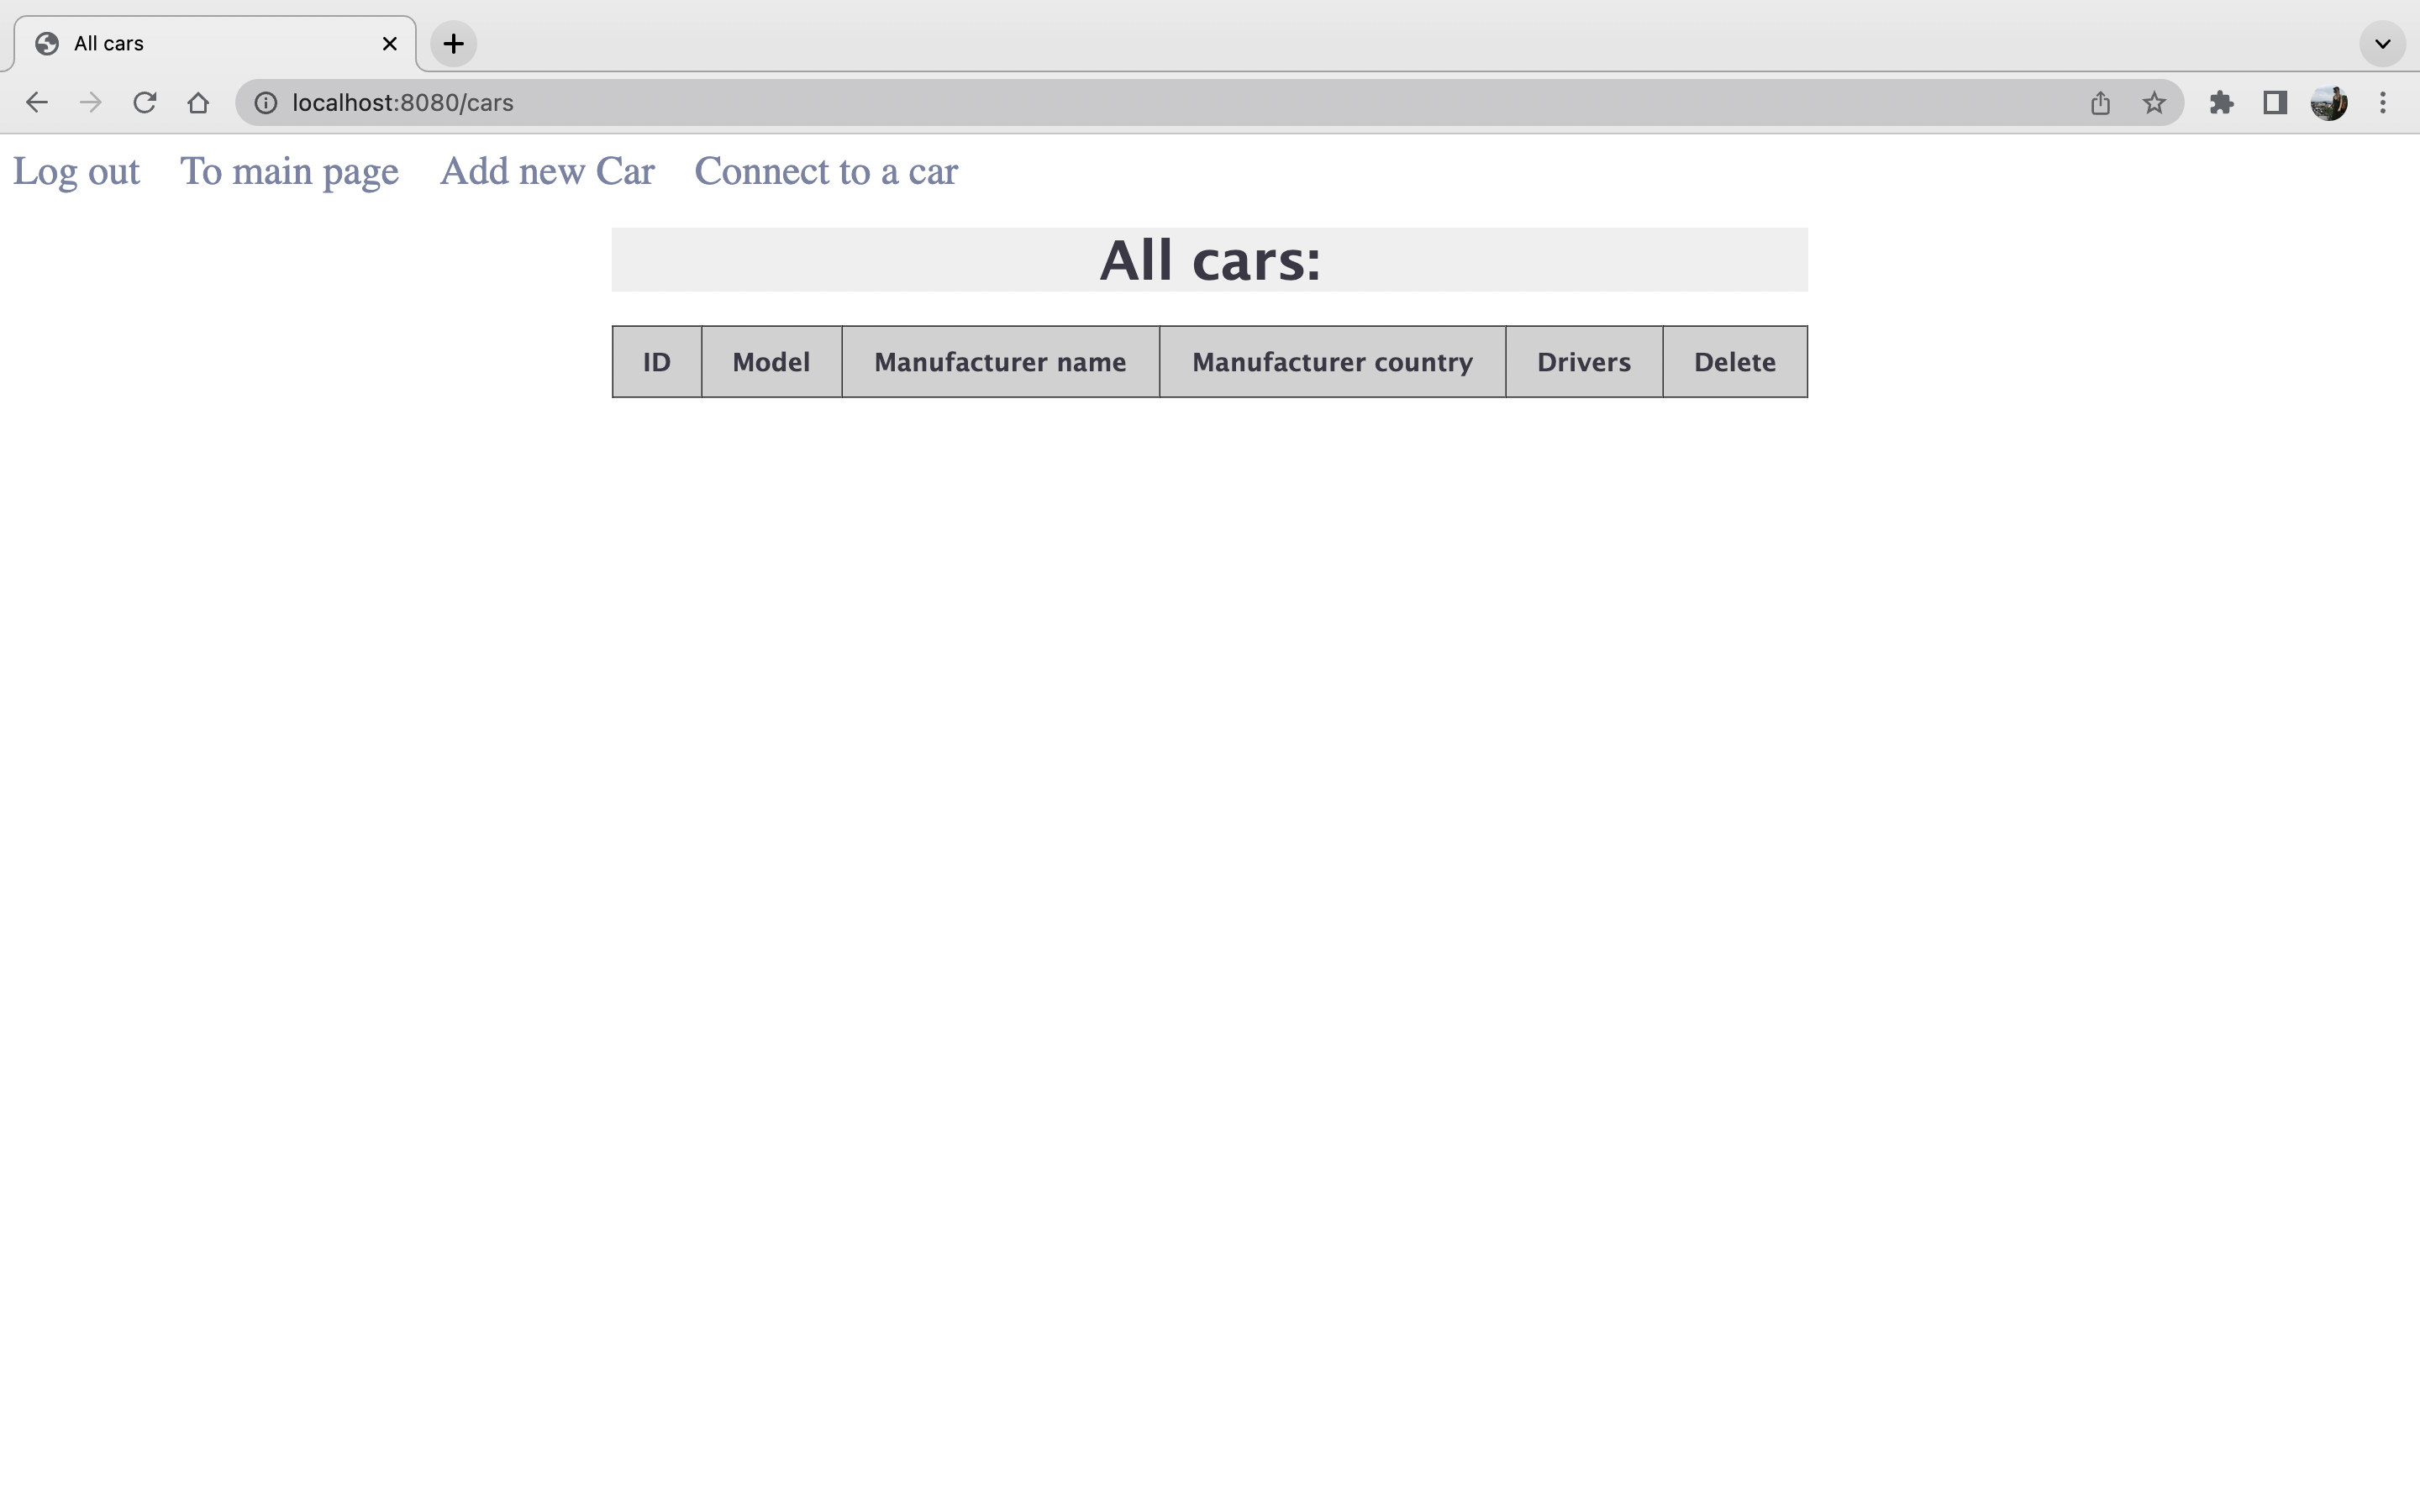 All cars
localhost:8080/cars
Log out To main page Add new Car Connect to a car
All cars:
ID Model Manufacturer name Manufacturer country Drivers Delete